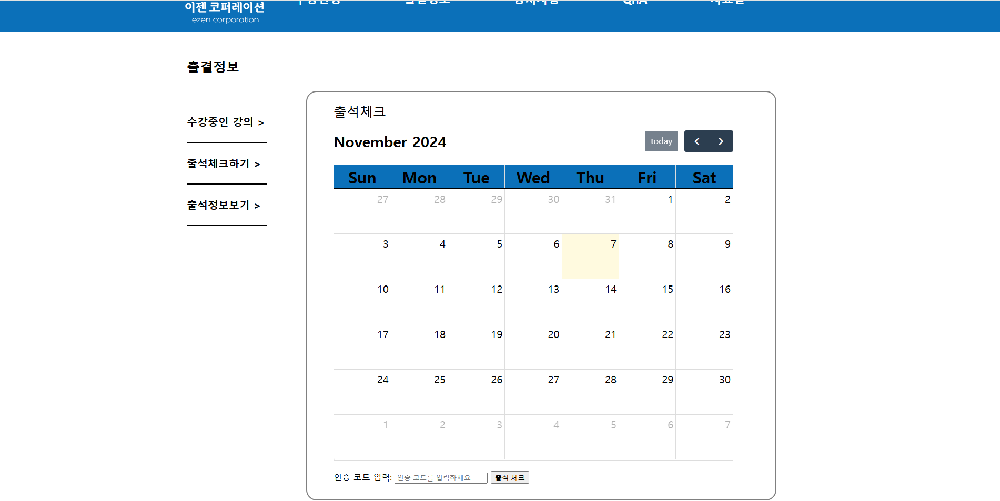 이젠 코퍼레이션
ezen corporation
QnA
출결정보
수강중인 강의 >
출석체크하기 >
출석정보보기 >
출석체크
November 2024
today
Sun Mon Tue Wed Thu Fri Sat
27 28 29 30 31 1 2
3 4 5 6 7 8 9
10 11 12 13 14 15 16
17 18 19 20 21 22 23
24 25 26 27 28 29 30
1 2 3 4 5 6 7
인증 코드 입력: 인증 코드를 입력하세요 출석 체크